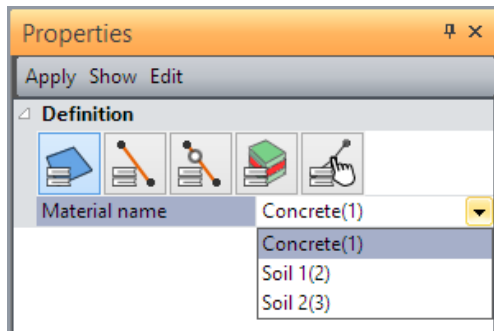 Properties
Apply Show Edit
Definition
Material name Concrete(1)
Concrete(1)
Soil 1(2)
Soil 2(3)